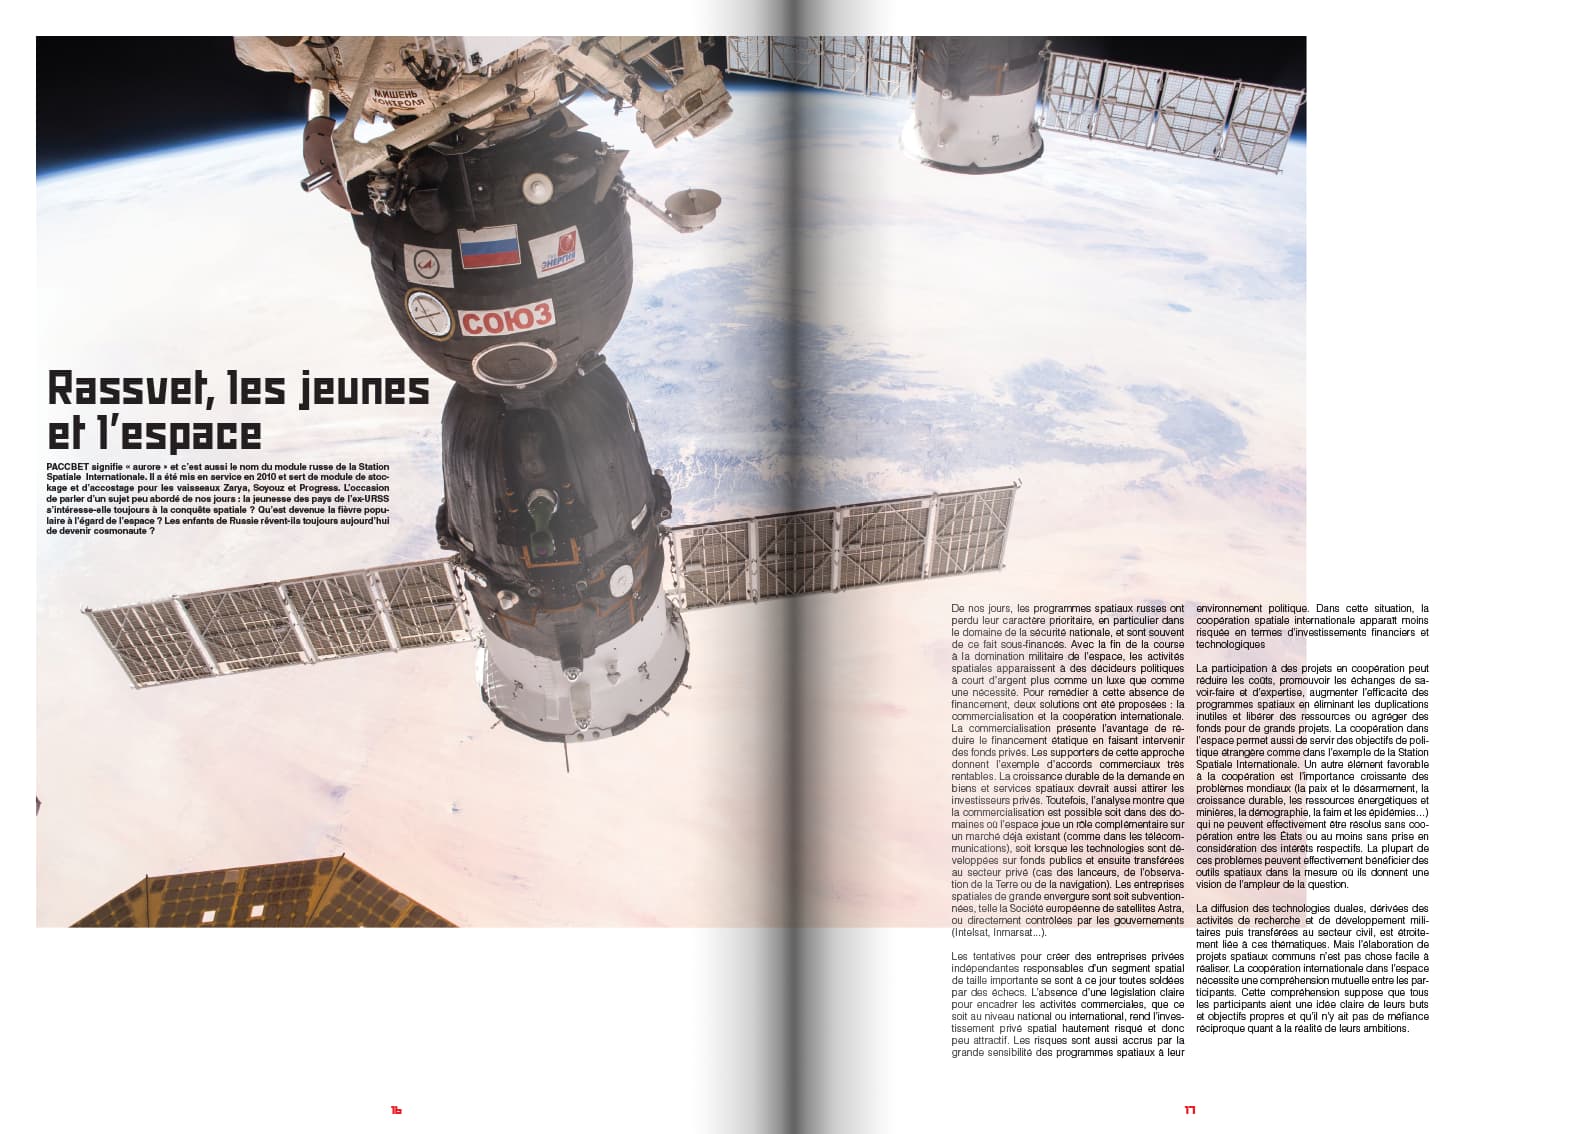 МИШЕНЬ
КОНТРОЛЯ
ЭНЕРГИЯ
СОЮЗ
Rassvet, les jeunes
et l'espace
PACCBET signifie « aurore » et c'est aussi le nom du module russe de la Station
Spatiale Internationale. Il a été mis en service en 2010 et sert de module de stoc-
kage et d'accostage pour les vaisseaux Zarya, Soyouz et Progress. L'occasion
de parler d'un sujet peu abordé de nos jours : la jeunesse des pays de l'ex-URSS
s'intéresse-elle toujours à la conquête spatiale ? Qu'est devenue la fièvre popu-
laire à l'égard de l'espace ? Les enfants de Russie rêvent-ils toujours aujourd'hui
de devenir cosmonaute ?
De nos jours, les programmes spatiaux russes ont
perdu leur caractère prioritaire, en particulier dans
le domaine de la sécurité nationale, et sont souvent
de ce fait sous-financés. Avec la fin de la course
à la domination militaire de l'espace, les activités
spatiales apparaissent à des décideurs politiques
à court d'argent plus comme un luxe que comme
une nécessité. Pour remédier à cette absence de
financement, deux solutions ont été proposées : la
commercialisation et la coopération internationale.
La commercialisation présente l'avantage de ré-
duire le financement étatique en faisant intervenir
des fonds privés. Les supporters de cette approche
donnent l'exemple d'accords commerciaux très
rentables. La croissance durable de la demande en
biens et services spatiaux devrait aussi attirer les
investisseurs privés. Toutefois, l'analyse montre que
la commercialisation est possible soit dans des do-
maines où l'espace joue un rôle complémentaire sur
un marché déjà existant (comme dans les télécom-
munications), soit lorsque les technologies sont dé-
veloppées sur fonds publics et ensuite transférées
au secteur privé (cas des lanceurs, de l'observa-
tion de la Terre ou de la navigation). Les entreprises
spatiales de grande envergure sont soit subvention-
nées, telle la Société européenne de satellites Astra,
ou directement contrôlées par les gouvernements
(Intelsat, Inmarsat...).
Les tentatives pour créer des entreprises privées
indépendantes responsables d'un segment spatial
de taille importante se sont à ce jour toutes soldées
par des échecs. L'absence d'une législation claire
pour encadrer les activités commerciales, que ce
soit au niveau national ou international, rend l'inves-
tissement privé spatial hautement risqué et donc
peu attractif. Les risques sont aussi accrus par la
grande sensibilité des programmes spatiaux à leur
environnement politique. Dans cette situation, la
coopération spatiale internationale apparaît moins
risquée en termes d'investissements financiers et
technologiques
La participation à des projets en coopération peut
réduire les coûts, promouvoir les échanges de sa-
voir-faire et d'expertise, augmenter l'efficacité des
programmes spatiaux en éliminant les duplications
inutiles et libérer des ressources ou agréger des
fonds pour de grands projets. La coopération dans
l'espace permet aussi de servir des objectifs de poli-
tique étrangère comme dans l'exemple de la Station
Spatiale Internationale. Un autre élément favorable
à la coopération est l'importance croissante des
problèmes mondiaux (la paix et le désarmement, la
croissance durable, les ressources énergétiques et
minières, la démographie, la faim et les épidémies...)
qui ne peuvent effectivement être résolus sans coo-
pération entre les États ou au moins sans prise en
considération des intérêts respectifs. La plupart de
ces problèmes peuvent effectivement bénéficier des
outils spatiaux dans la mesure où ils donnent une
vision de l'ampleur de la question.
La diffusion des technologies duales, dérivées des
activités de recherche et de développement mili-
taires puis transférées au secteur civil, est étroite-
ment liée à ces thématiques. Mais l'élaboration de
projets spatiaux communs n'est pas chose facile à
réaliser. La coopération internationale dans l'espace
nécessite une compréhension mutuelle entre les par-
ticipants. Cette compréhension suppose que tous
les participants aient une idée claire de leurs buts
et objectifs propres et qu'il n'y ait pas de méfiance
réciproque quant à la réalité de leurs ambitions.
16
17